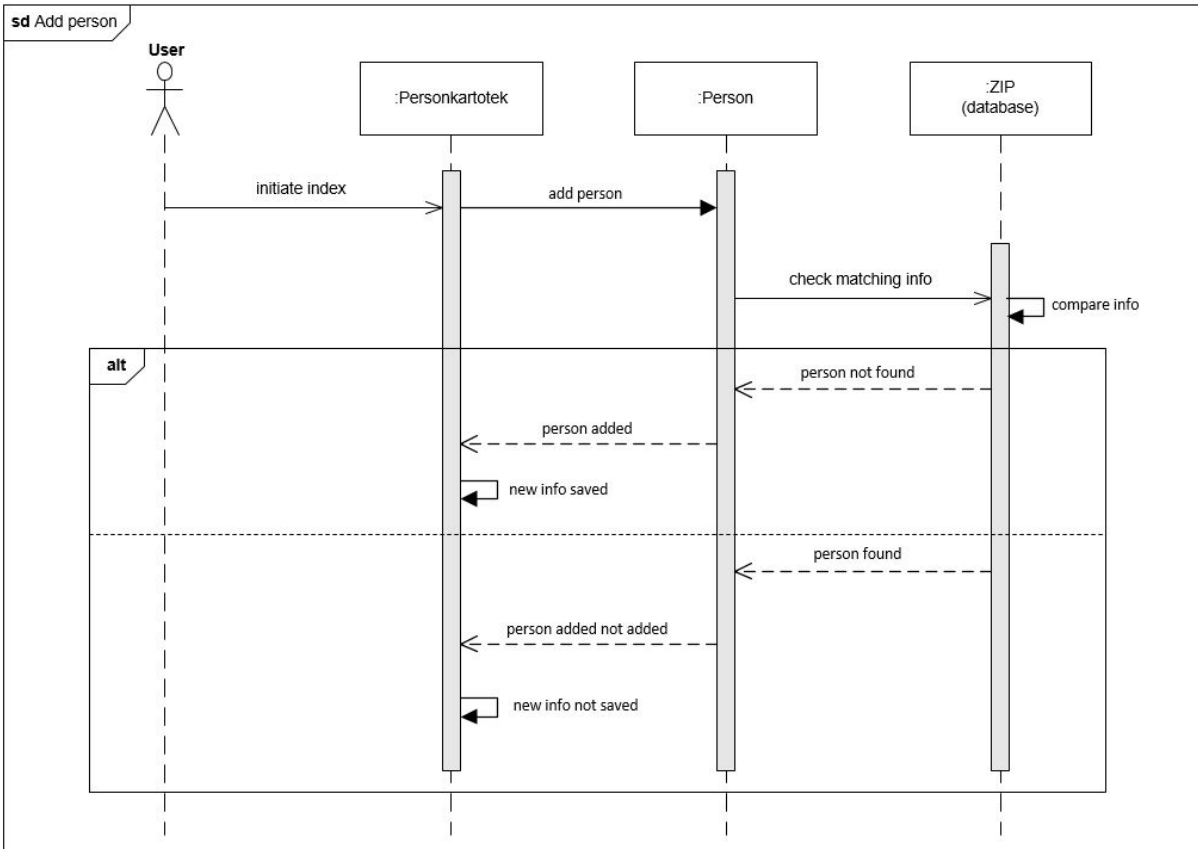 sd Add person
User
:Personkartotek
:Person
:ZIP
(database)
initiate index
add person
check matching info
compare info
alt
person not found
person added
new info saved
person found
person added not added
new info not saved